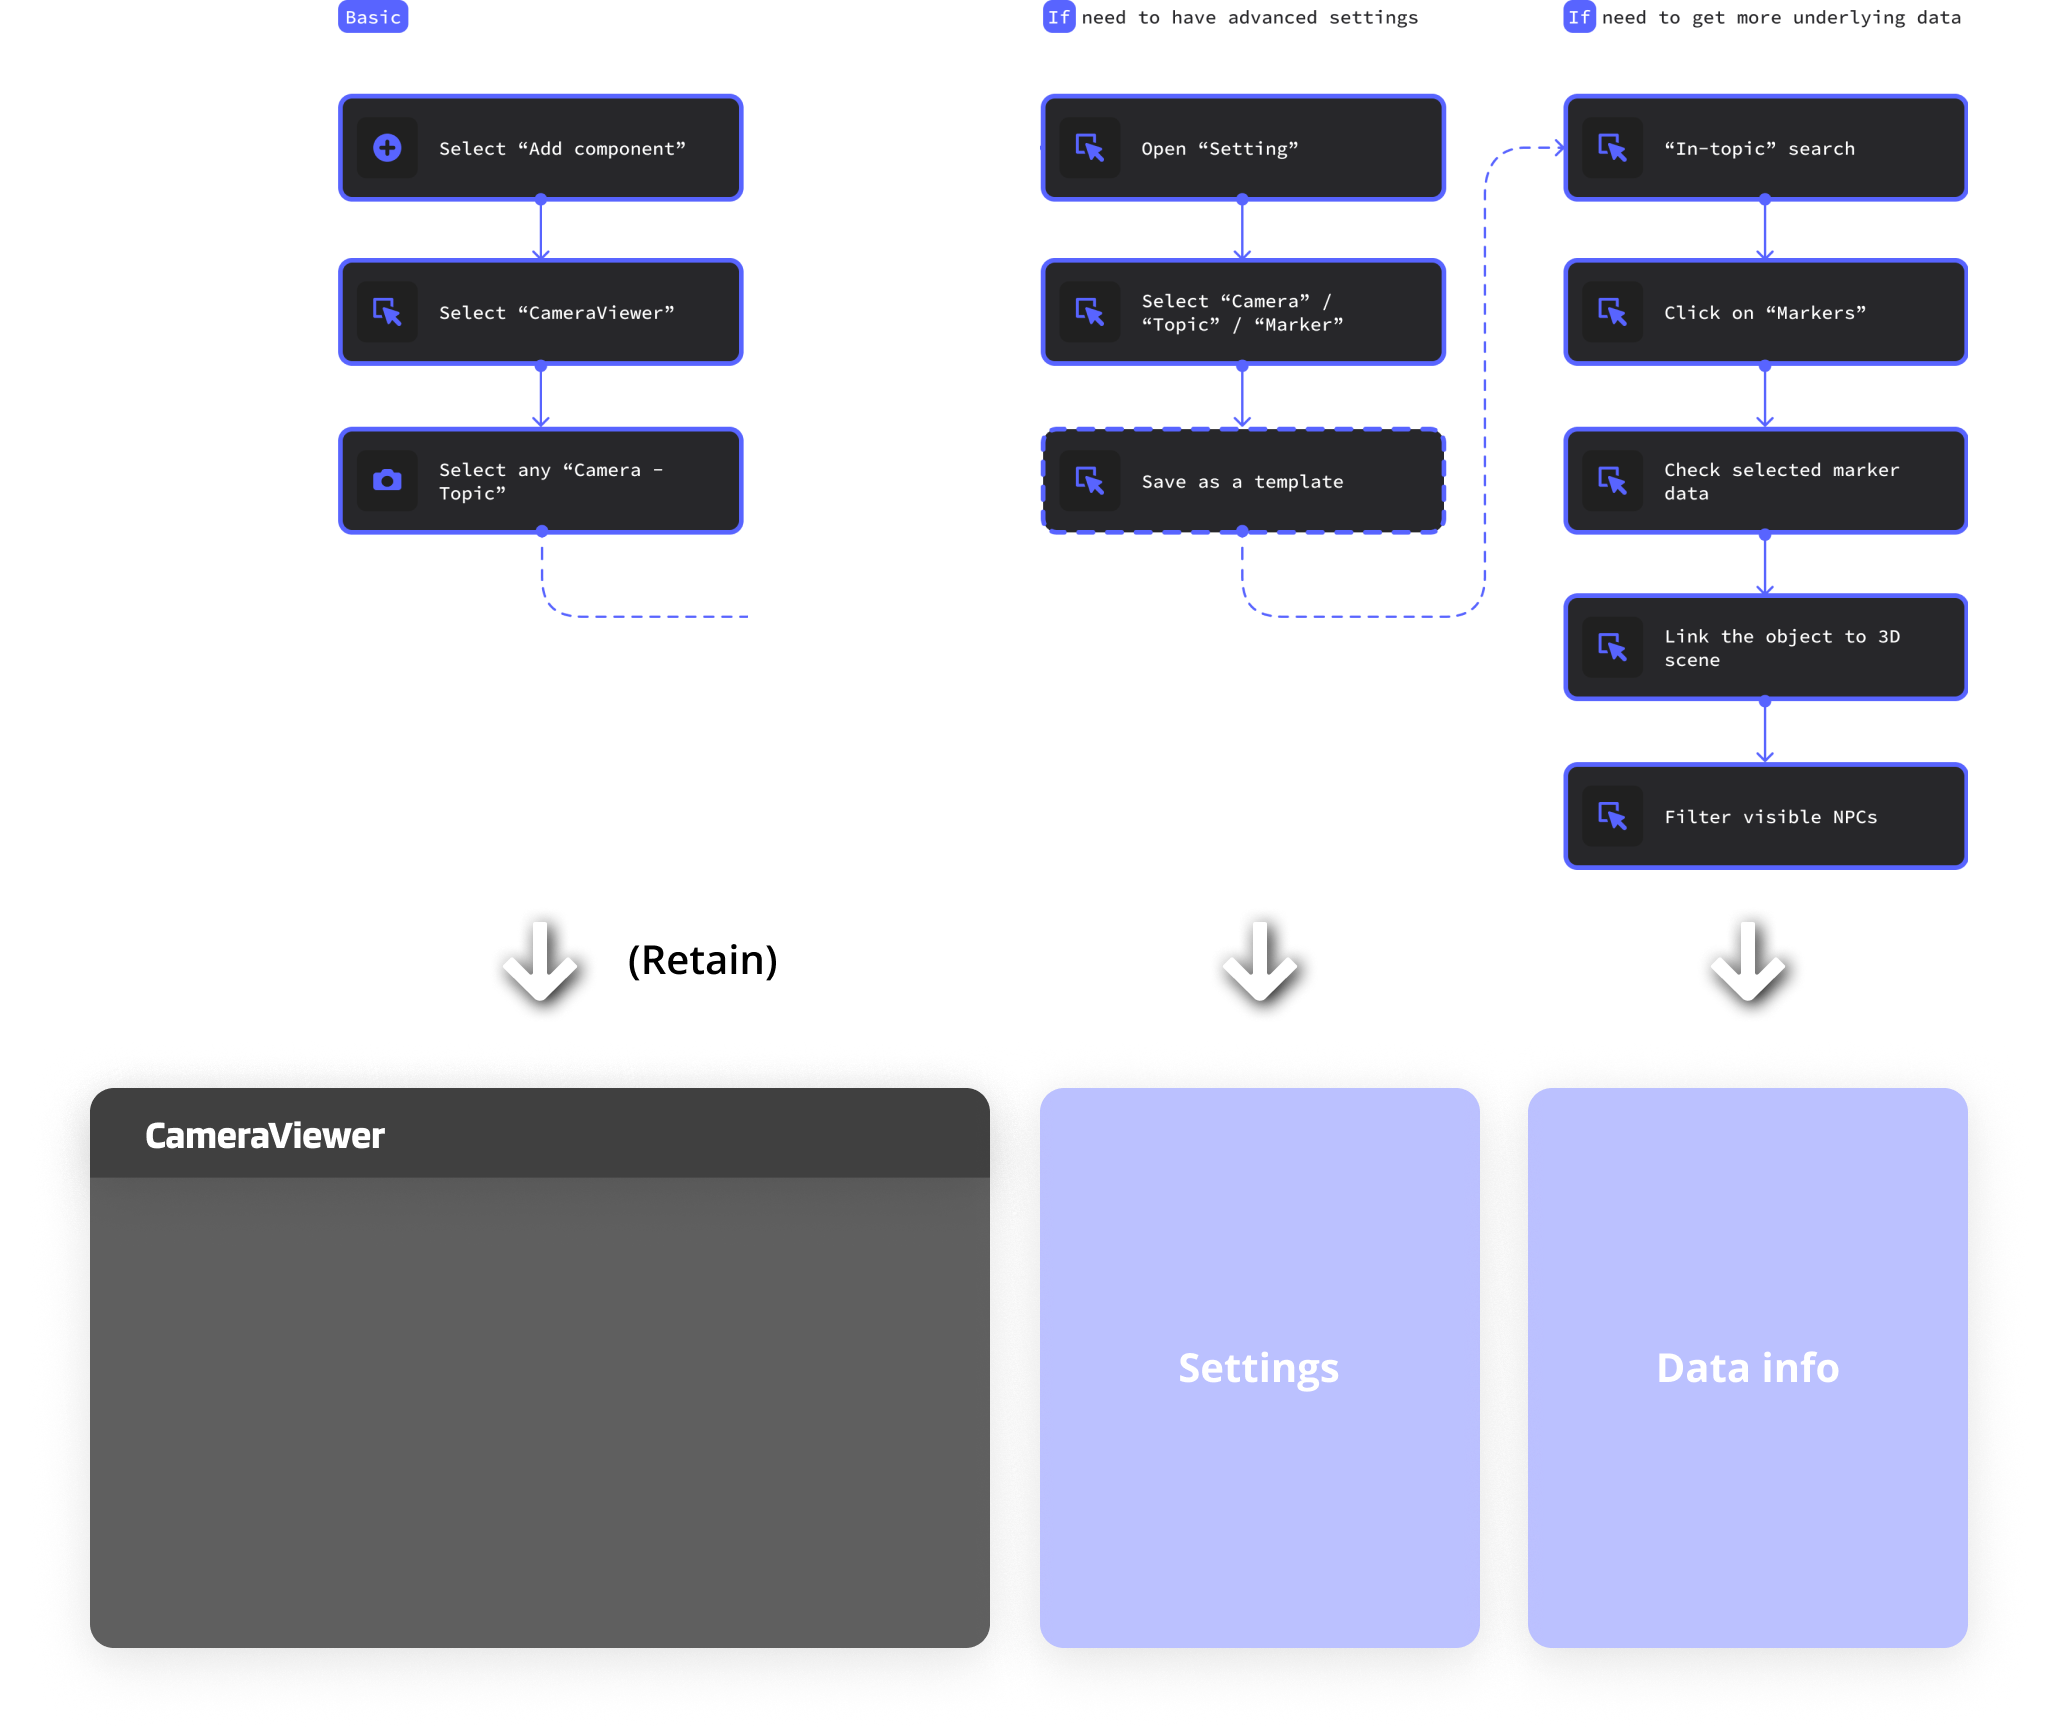 Basic
Select “Add component”
Select “CameraViewer”
Select any “Camera –
Topic”
If need to have advanced settings
Open “Setting”
Select “Camera” /
“Topic” / “Marker”
Save as a template
If need to get more underlying data
“In-topic” search
Click on “Markers”
Check selected marker
data
Link the object to 3D
scene
Filter visible NPCs
(Retain)
CameraViewer
Settings
Data info